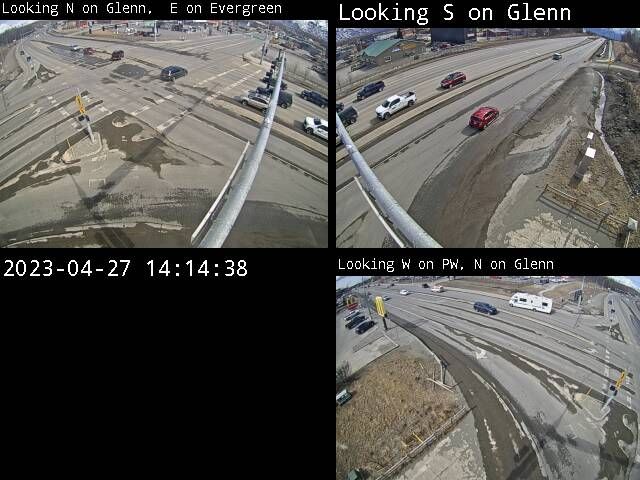 Looking N on Glenn,  E on Evergreen
Looking S on Glenn
2023-04-27 14:14:38
Looking W on PW, N on Glenn